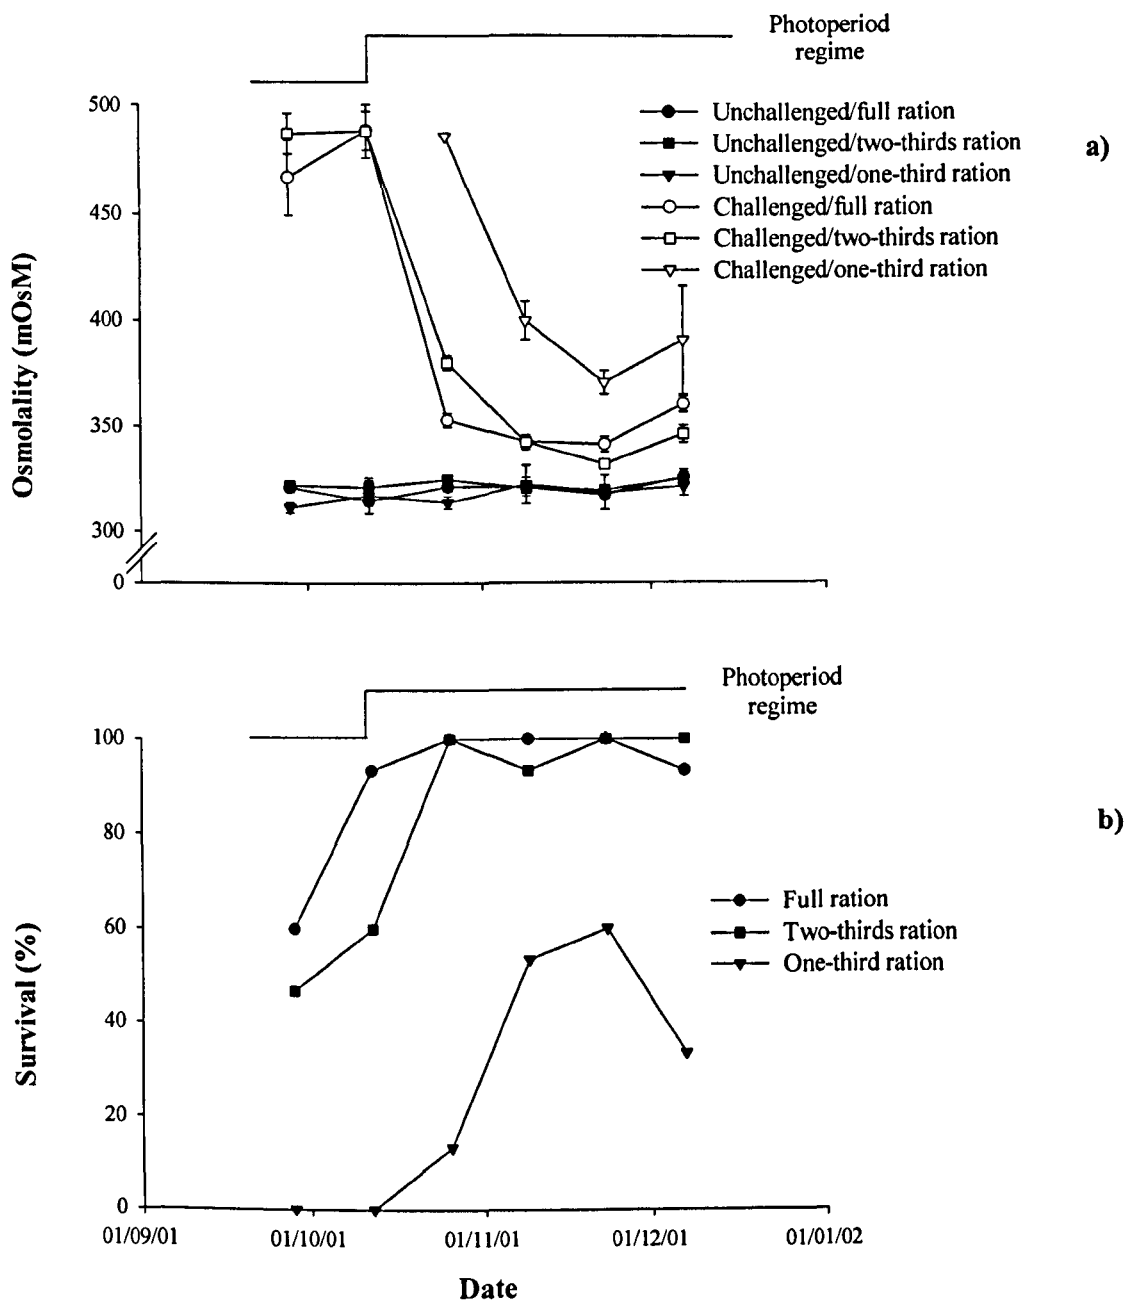 Photoperiod
regime
500
450
400
350
300
0
Osmolality (mOsM)
Unchallenged/full ration
Unchallenged/two-thirds ration
Unchallenged/one-third ration
Challenged/full ration
Challenged/two-thirds ration
Challenged/one-third ration
a)
Photoperiod
regime
100
80
60
40
20
0
Survival (%)
Full ration
Two-thirds ration
One-third ration
b)
01/09/01
01/10/01
01/11/01
01/12/01
01/01/02
Date